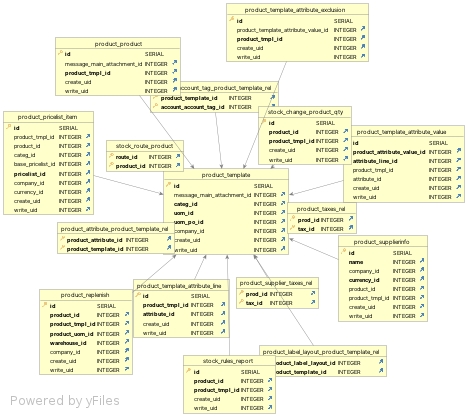 product_template_attribute_exclusion
id SERIAL
product_template_attribute_value_id INTEGER
product_tmpl_id INTEGER
create_uid INTEGER
write_uid INTEGER
product_product
id SERIAL
message_main_attachment_id INTEGER
product_tmpl_id INTEGER
create_uid INTEGER
write_uid INTEGER
account_tag_product_template_rel
product_template_id INTEGER
account_account_tag_id INTEGER
product_pricelist_item
id SERIAL
product_tmpl_id INTEGER
product_id INTEGER
categ_id INTEGER
base_pricelist_id INTEGER
pricelist_id INTEGER
company_id INTEGER
currency_id INTEGER
create_uid INTEGER
write_uid INTEGER
stock_change_product_qty
id SERIAL
product_id INTEGER
product_tmpl_id INTEGER
create_uid INTEGER
write_uid INTEGER
product_template_attribute_value
id SERIAL
product_attribute_value_id INTEGER
attribute_line_id INTEGER
product_tmpl_id INTEGER
attribute_id INTEGER
create_uid INTEGER
write_uid INTEGER
stock_route_product
route_id INTEGER
product_id INTEGER
product_template
id SERIAL
message_main_attachment_id INTEGER
categ_id INTEGER
uom_id INTEGER
uom_po_id INTEGER
company_id INTEGER
create_uid INTEGER
write_uid INTEGER
product_taxes_rel
prod_id INTEGER
tax_id INTEGER
product_attribute_product_template_rel
product_attribute_id INTEGER
product_template_id INTEGER
product_supplierinfo
id SERIAL
name INTEGER
company_id INTEGER
currency_id INTEGER
product_id INTEGER
product_tmpl_id INTEGER
create_uid INTEGER
write_uid INTEGER
product_template_attribute_line
id SERIAL
product_tmpl_id INTEGER
attribute_id INTEGER
create_uid INTEGER
write_uid INTEGER
product_supplier_taxes_rel
prod_id INTEGER
tax_id INTEGER
product_replenish
id SERIAL
product_id INTEGER
product_tmpl_id INTEGER
product_uom_id INTEGER
warehouse_id INTEGER
company_id INTEGER
create_uid INTEGER
write_uid INTEGER
product_label_layout_product_template_rel
product_label_layout_id INTEGER
product_template_id INTEGER
stock_rules_report
id SERIAL
product_id INTEGER
product_tmpl_id INTEGER
create_uid INTEGER
write_uid INTEGER
Powered by yFiles